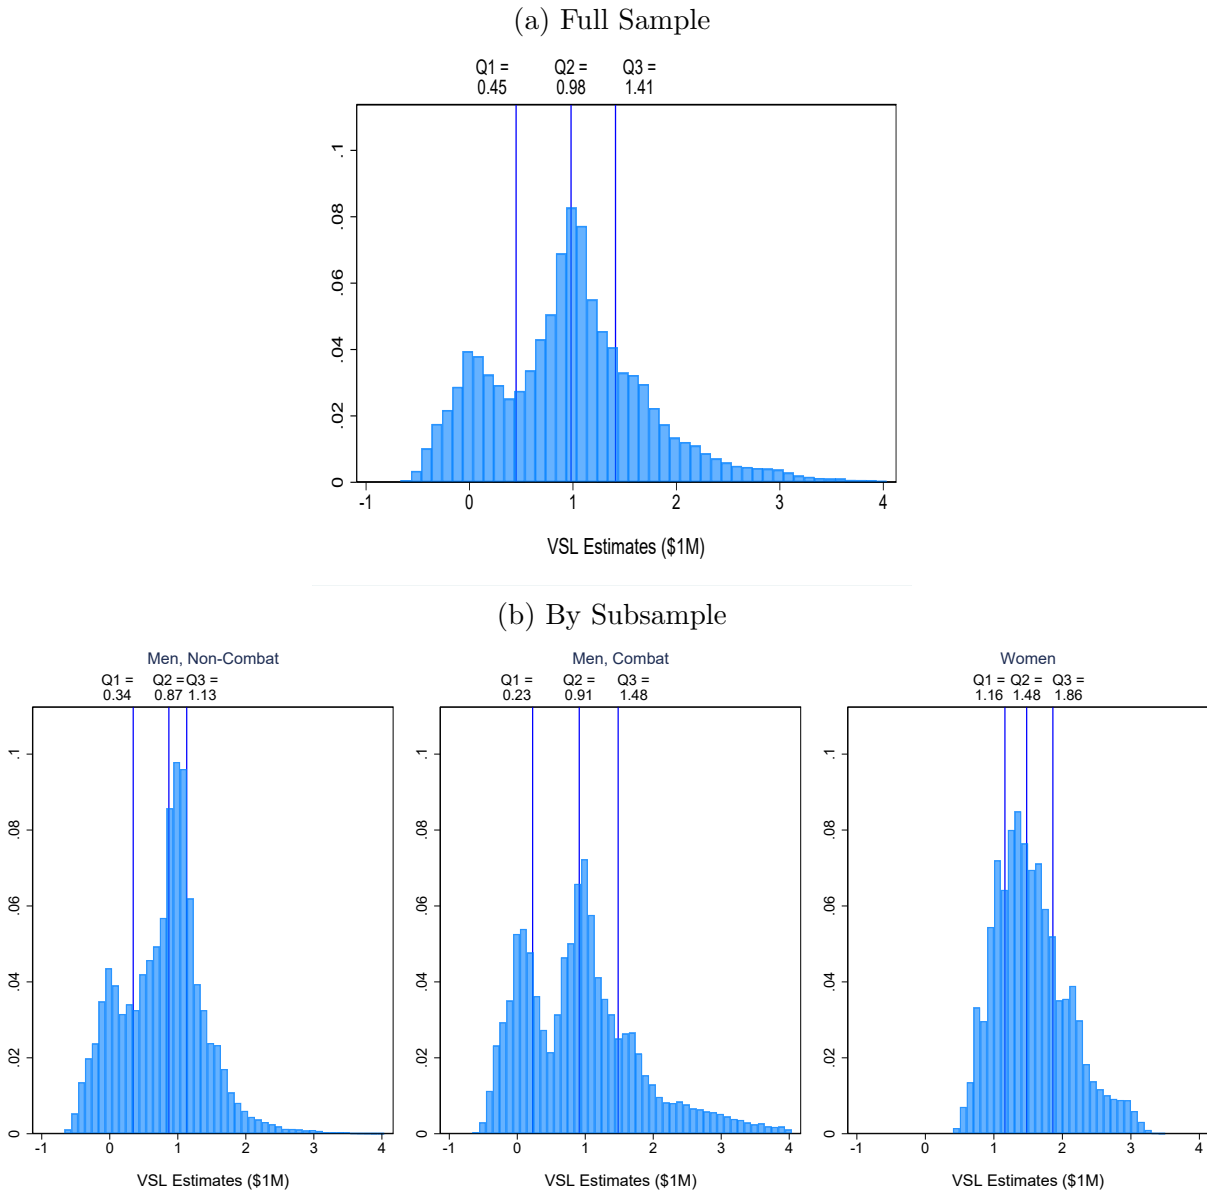 (a) Full Sample
Q1 = Q2 = Q3 =
0.45 0.98 1.41
.1
.08
.06
.04
.02
0
-1 0 1 2 3 4
VSL Estimates ($1M)
(b) By Subsample
Men, Non-Combat
Q1 = Q2 = Q3 =
0.34 0.87 1.13
.1
.08
.06
.04
.02
0
-1 0 1 2 3 4
VSL Estimates ($1M)
Men, Combat
Q1 = Q2 = Q3 =
0.23 0.91 1.48
.1
.08
.06
.04
.02
0
-1 0 1 2 3 4
VSL Estimates ($1M)
Women
Q1 = Q2 = Q3 =
1.16 1.48 1.86
.1
.08
.06
.04
.02
0
-1 0 1 2 3 4
VSL Estimates ($1M)